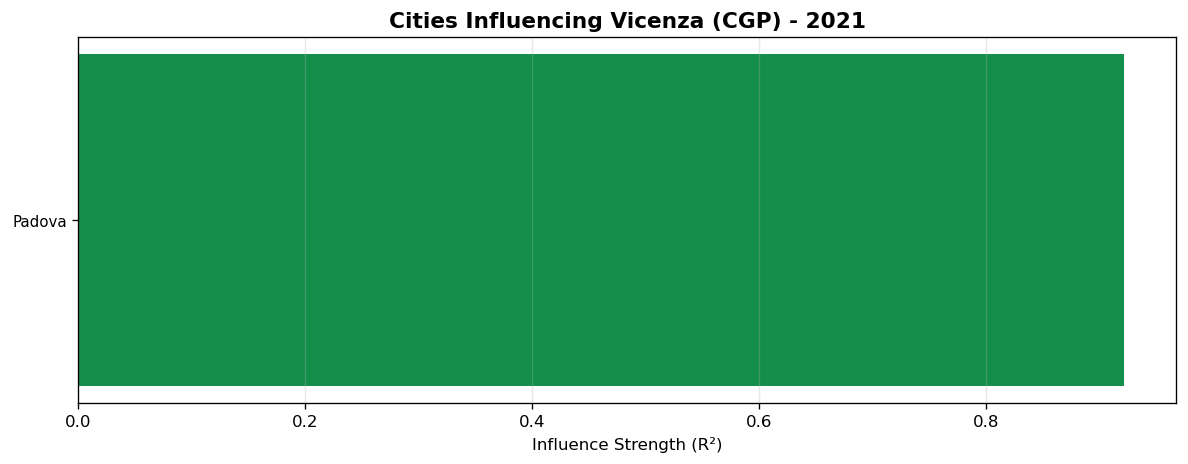 Cities Influencing Vicenza (CGP) - 2021
Padova
0.0 0.2 0.4 0.6 0.8
Influence Strength (R²)